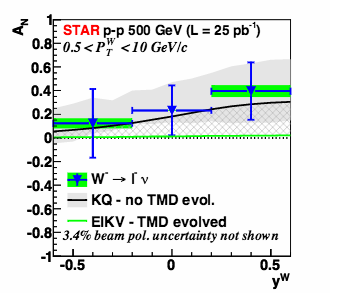 A_N
1
0.8
0.6
0.4
0.2
0
-0.2
-0.4
-0.6
-0.8
-1
STAR p-p 500 GeV (L = 25 pb⁻¹)
0.5 < P_T^W < 10 GeV/c
W⁻ → l⁻ ν
KQ - no TMD evol.
EIKV - TMD evolved
3.4% beam pol. uncertainty not shown
-0.5 0 0.5
y^W